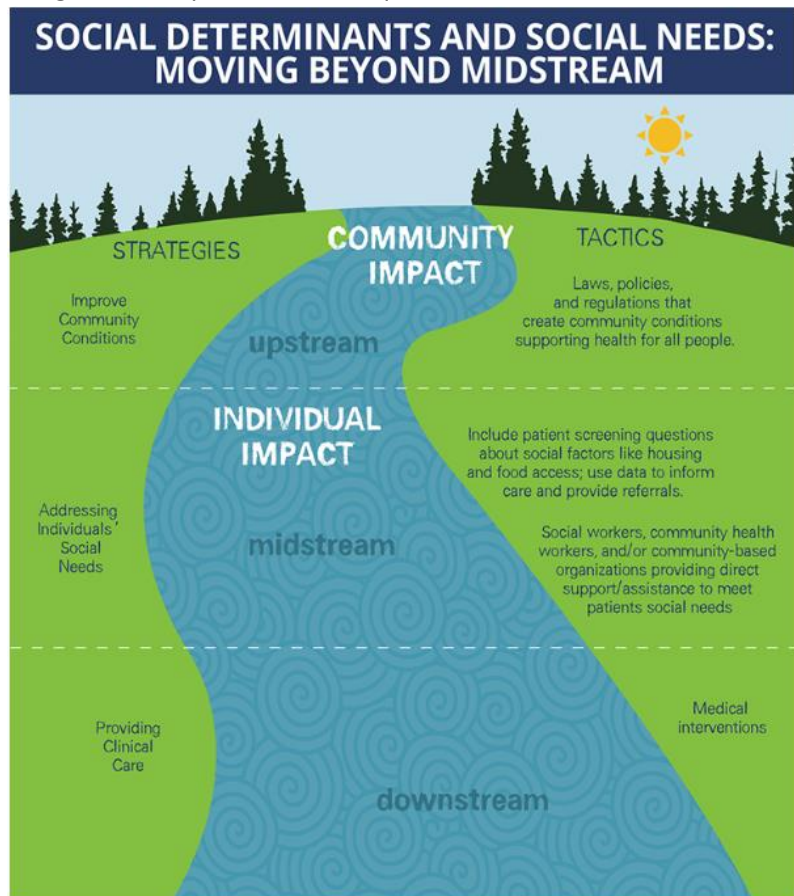 SOCIAL DETERMINANTS AND SOCIAL NEEDS:
MOVING BEYOND MIDSTREAM
STRATEGIES
COMMUNITY
IMPACT
TACTICS
Improve
Community
Conditions
upstream
Laws, policies,
and regulations that
create community conditions
supporting health for all people.
INDIVIDUAL
IMPACT
Addressing
Individuals'
Social
Needs
midstream
Include patient screening questions
about social factors like housing
and food access; use data to inform
care and provide referrals.
Social workers, community health
workers, and/or community-based
organizations providing direct
support/assistance to meet
patients social needs
Providing
Clinical
Care
downstream
Medical
interventions